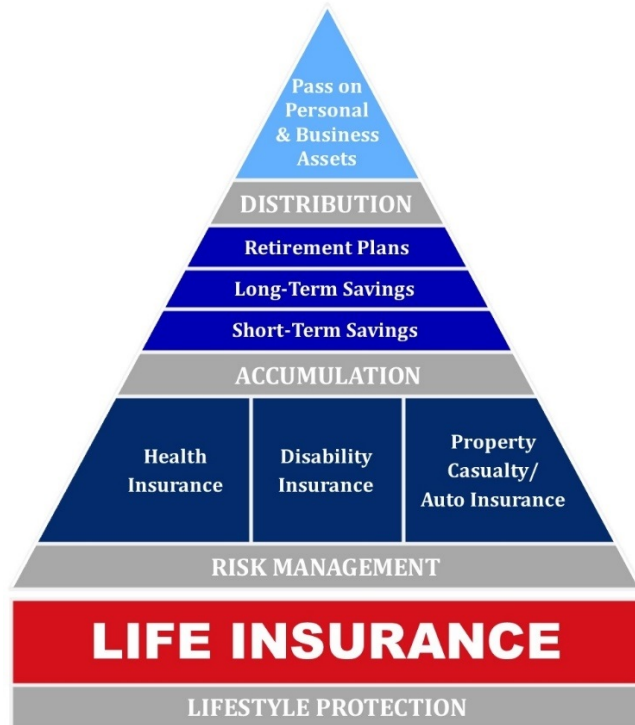 Pass on
Personal
& Business
Assets
DISTRIBUTION
Retirement Plans
Long-Term Savings
Short-Term Savings
ACCUMULATION
Health
Insurance
Disability
Insurance
Property
Casualty/
Auto Insurance
RISK MANAGEMENT
LIFE INSURANCE
LIFESTYLE PROTECTION